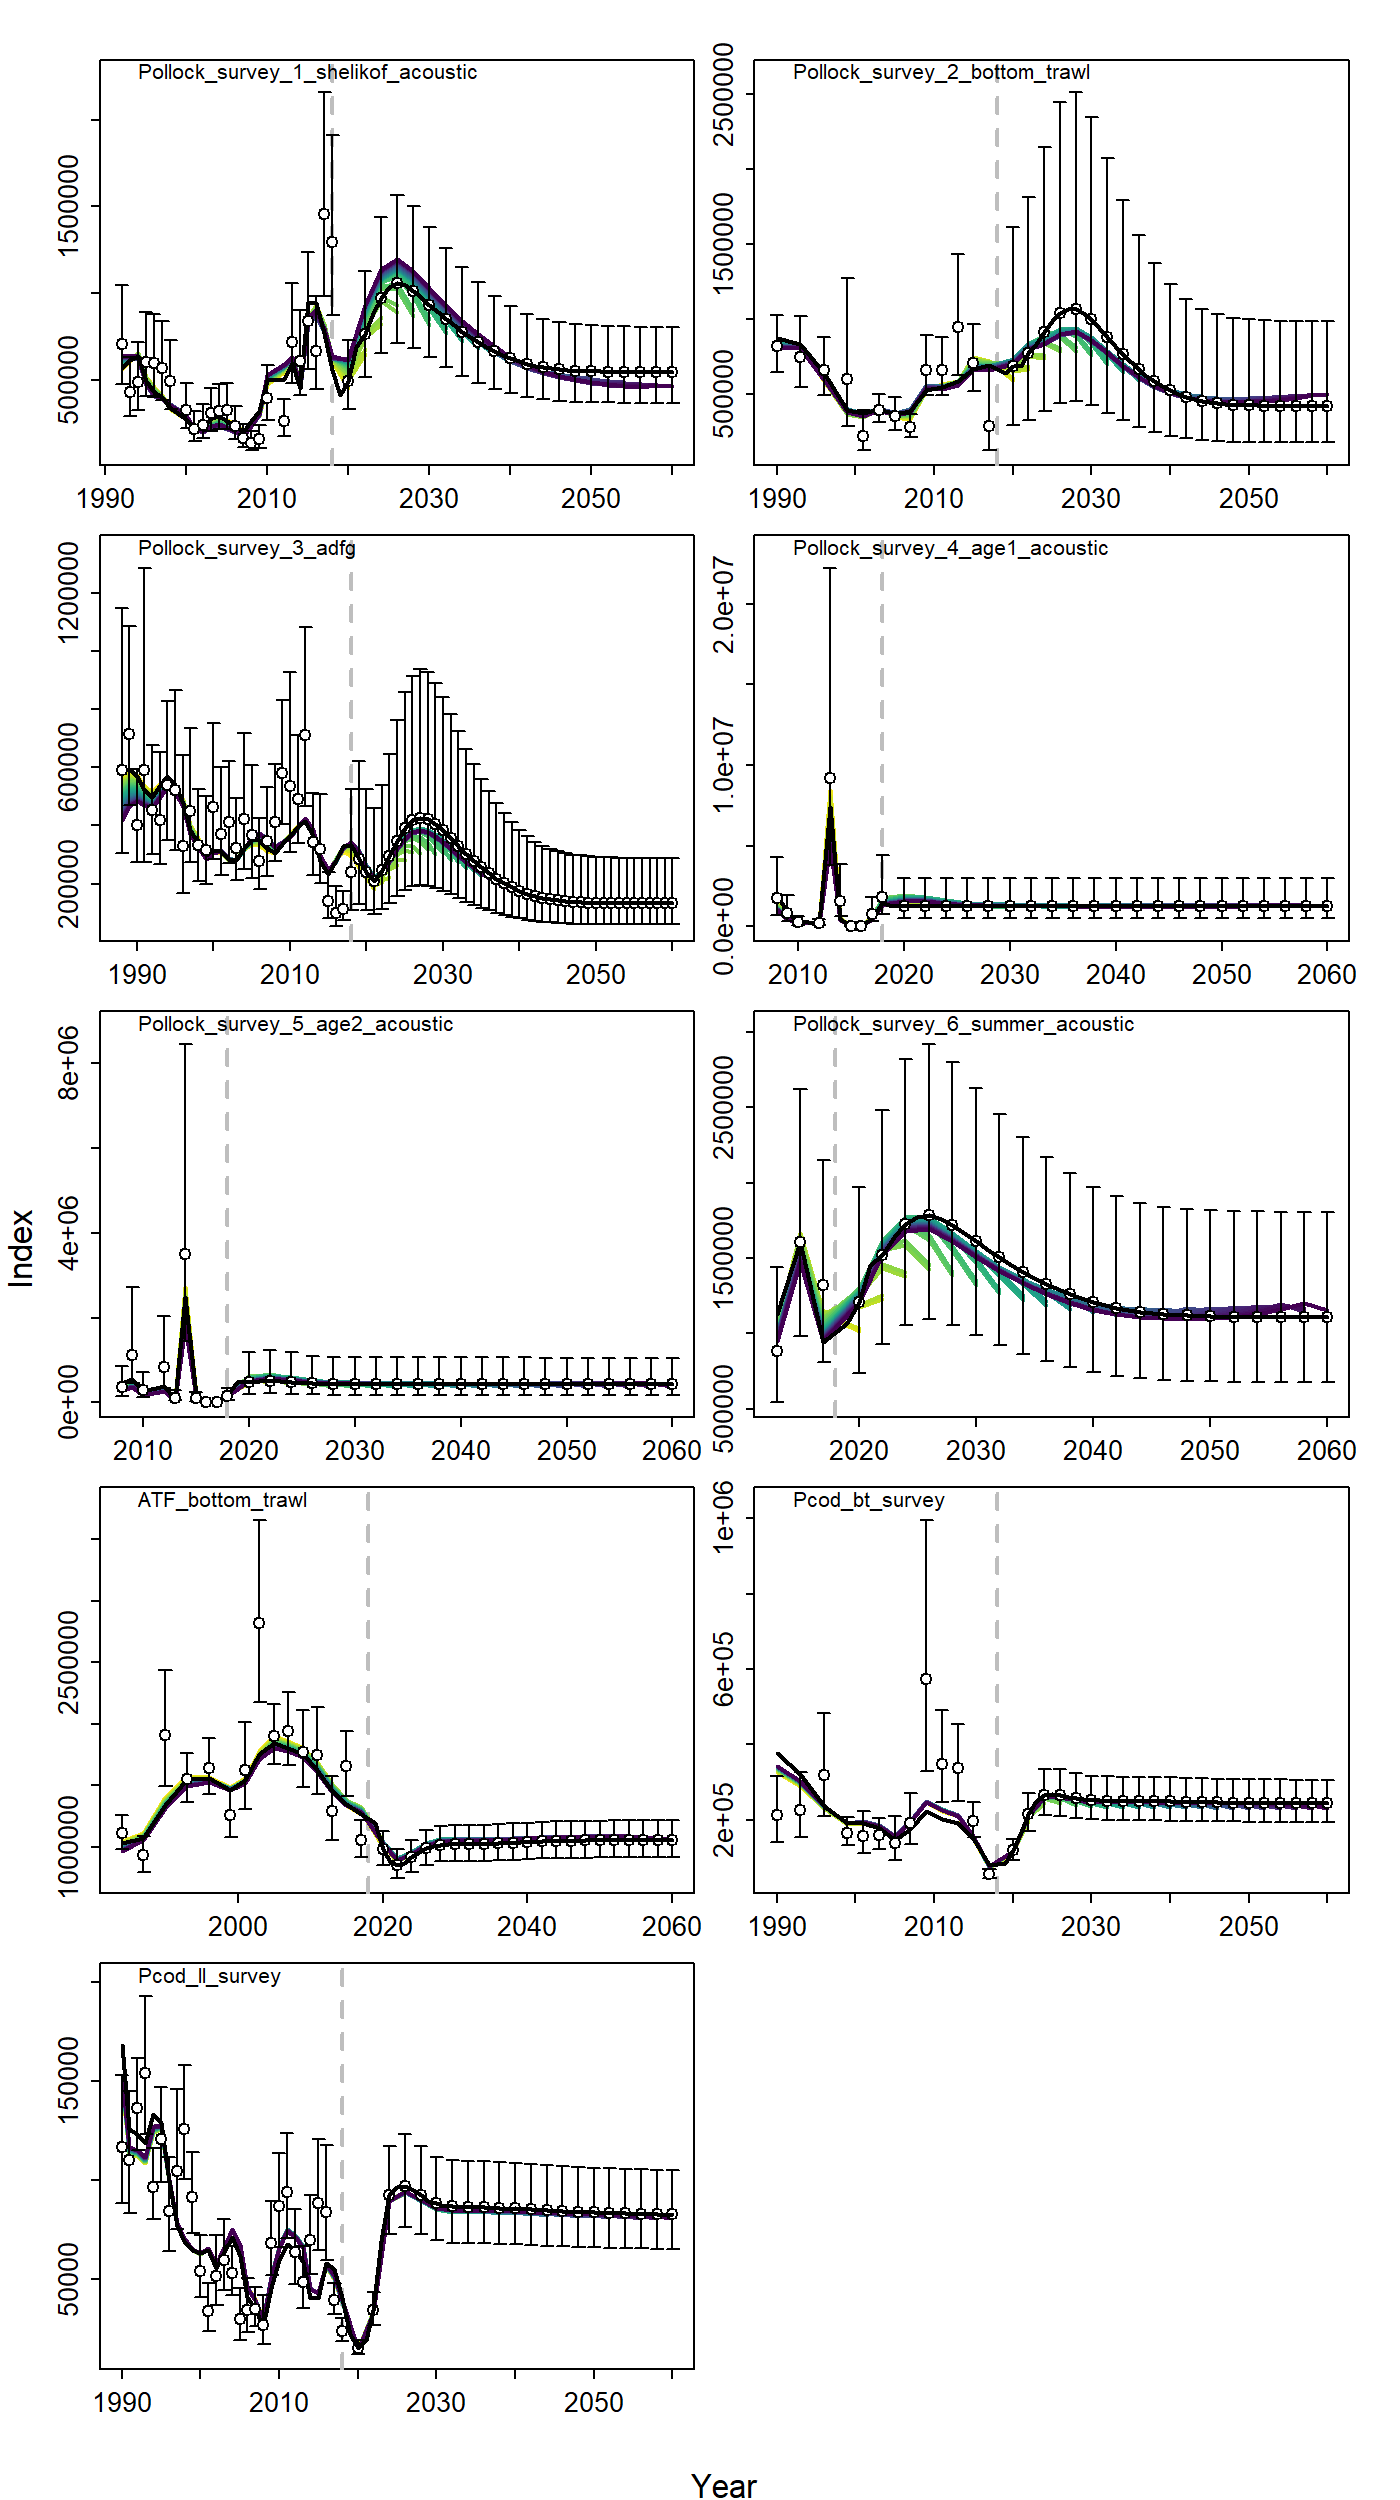 Pollock_survey_1_shelikof_acoustic
500000 1500000
1990 2010 2030 2050
Pollock_survey_2_bottom_trawl
500000 1500000 2500000
1990 2010 2030 2050
Pollock_survey_3_adfg
200000 600000 1200000
1990 2010 2030 2050
Pollock_survey_4_age1_acoustic
0.0e+00 1.0e+07 2.0e+07
2010 2020 2030 2040 2050 2060
Pollock_survey_5_age2_acoustic
0e+00 4e+06 8e+06
2010 2020 2030 2040 2050 2060
Pollock_survey_6_summer_acoustic
500000 1500000 2500000
2020 2030 2040 2050 2060
ATF_bottom_trawl
1000000 2500000
2000 2020 2040 2060
Pcod_bt_survey
2e+05 6e+05 1e+06
1990 2010 2030 2050
Pcod_ll_survey
50000 150000
1990 2010 2030 2050
Index
Year